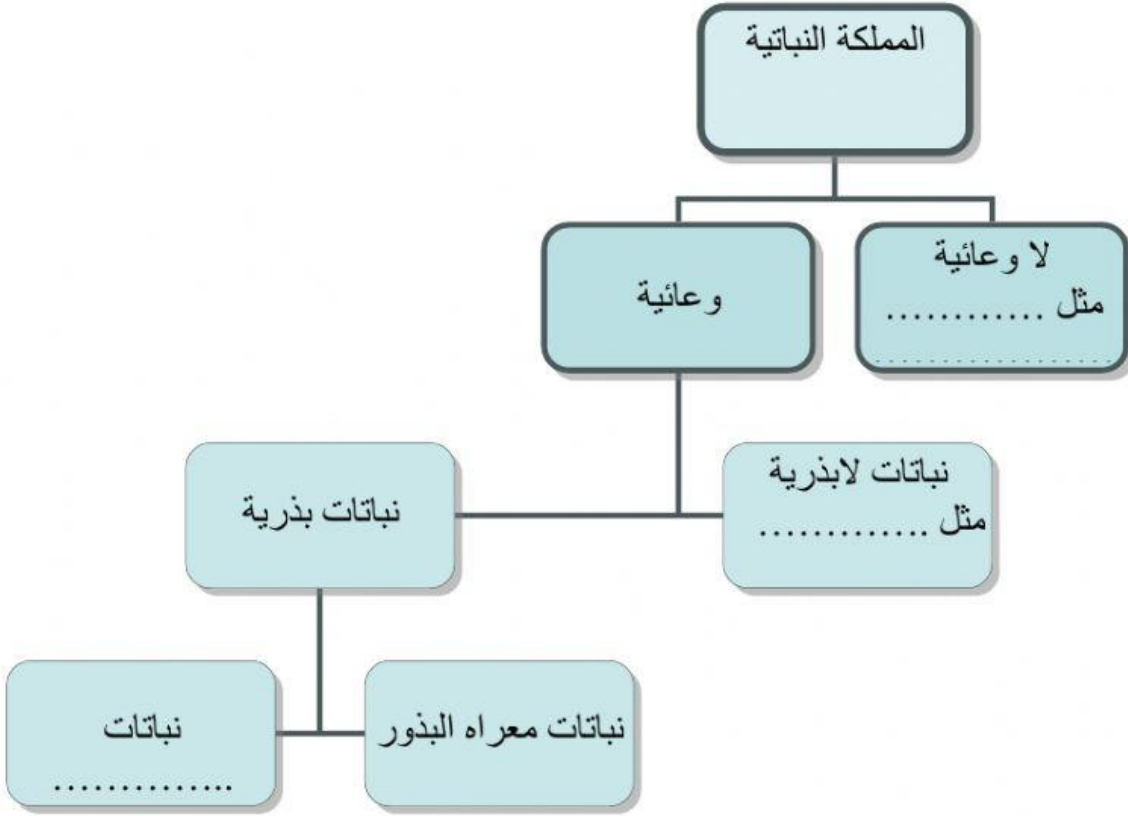 المملكة النباتية
لا وعائية
مثل ............
....................
وعائية
نباتات لابذرية
مثل .............
نباتات بذرية
نباتات معراه البذور
نباتات
..............